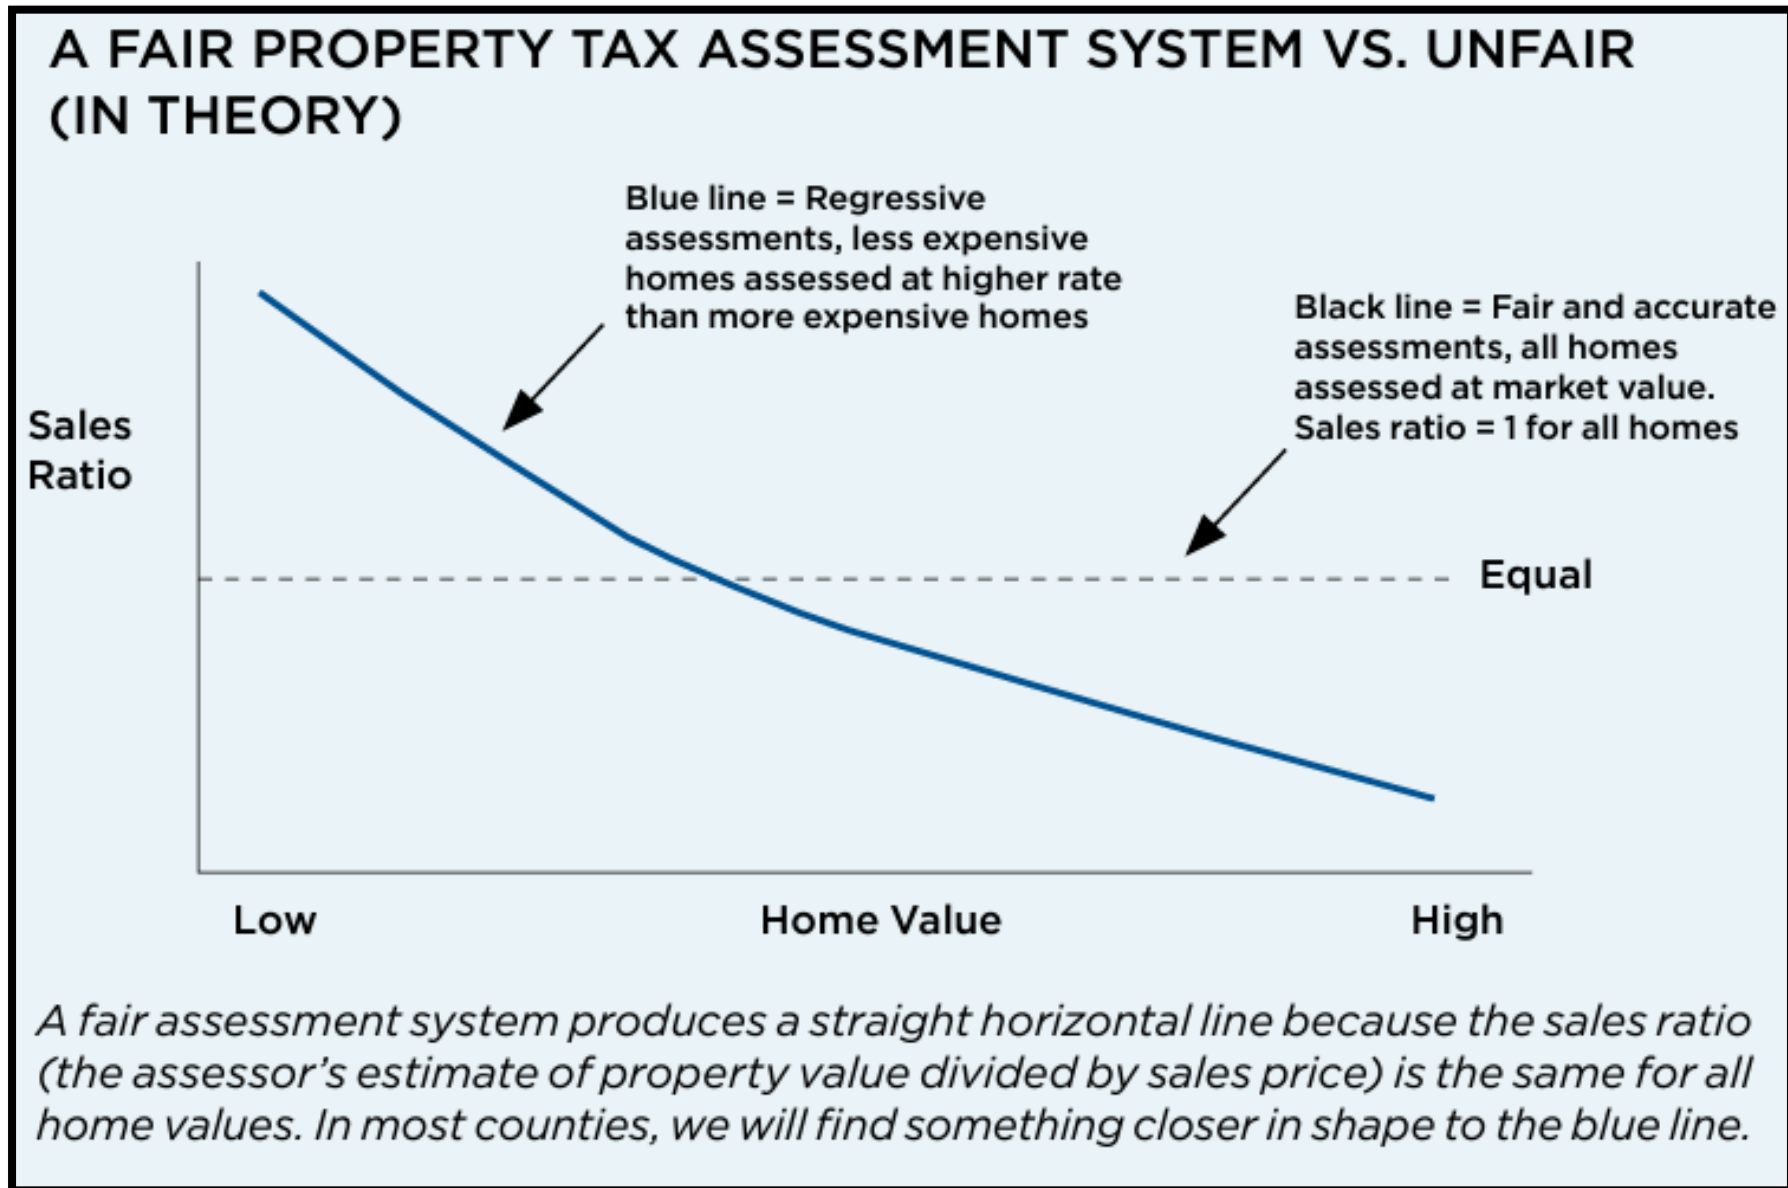 A FAIR PROPERTY TAX ASSESSMENT SYSTEM VS. UNFAIR
(IN THEORY)
Blue line = Regressive
assessments, less expensive
homes assessed at higher rate
than more expensive homes
Black line = Fair and accurate
assessments, all homes
assessed at market value.
Sales ratio = 1 for all homes
Sales
Ratio
Equal
Low
Home Value
High
A fair assessment system produces a straight horizontal line because the sales ratio
(the assessor’s estimate of property value divided by sales price) is the same for all
home values. In most counties, we will find something closer in shape to the blue line.